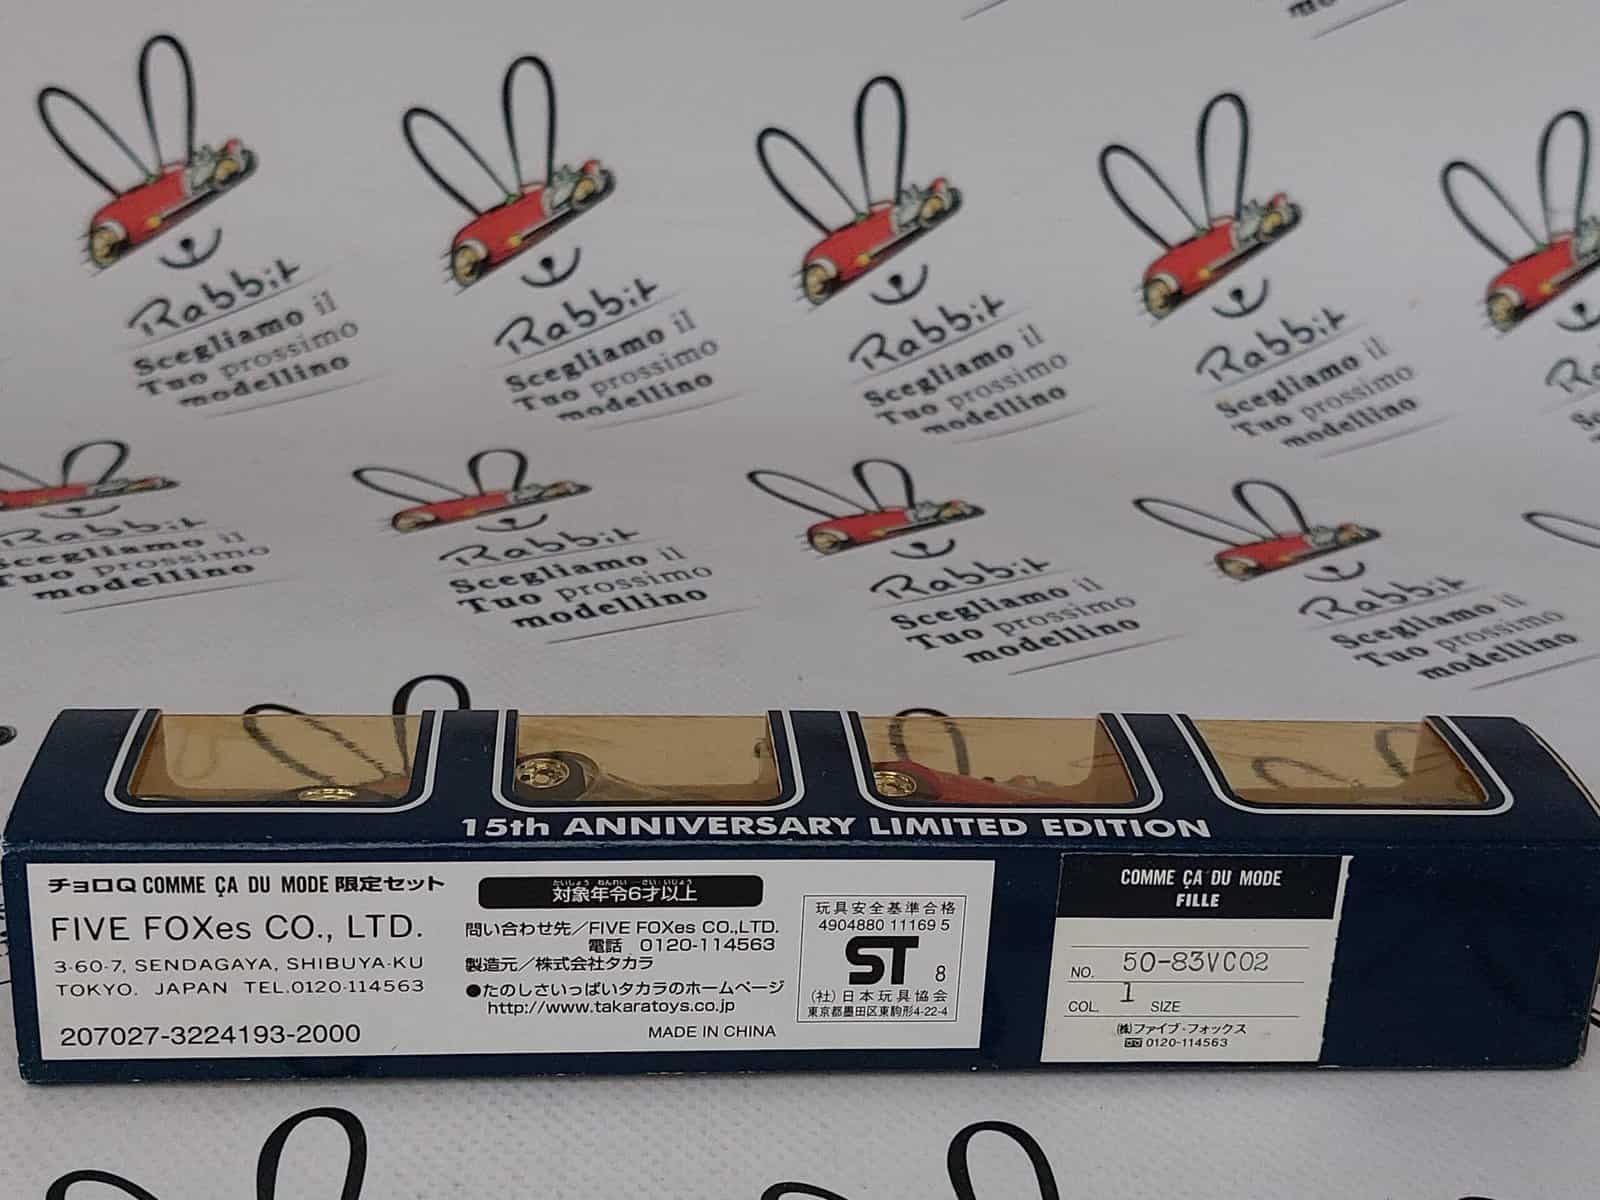 Rabbit
Scegliamo il
Tuo prossimo
modellino
Rabbit
Scegliamo il
Tuo prossimo
modellino
Rabbit
Scegliamo il
Tuo prossimo
modellino
Rabbit
Scegliamo il
Tuo prossimo
modellino
Rabbit
Scegliamo il
Tuo prossimo
modellino
Rabbit
Scegliamo il
Tuo prossimo
modellino
Rabbit
Scegliamo il
Tuo prossimo
modellino
Rabbit
Scegliamo il
Tuo prossimo
modellino
15th ANNIVERSARY LIMITED EDITION
チョロQ COMME ÇA DU MODE 限定セット
FIVE FOXes CO., LTD.
3-60-7, SENDAGAYA, SHIBUYA-KU
TOKYO, JAPAN TEL.0120-114563
207027-3224193-2000
対象年令6才以上
問い合わせ先／FIVE FOXes CO.,LTD.
電話 0120-114563
製造元／株式会社タカラ
●たのしさいっぱいタカラのホームページ
http://www.takaratoys.co.jp
MADE IN CHINA
玩具安全基準合格
4904880 11169 5
ST 8
(社)日本玩具協会
東京都墨田区東駒形4-22-4
COMME ÇA DU MODE
FILLE
NO. 50-83VC02
COL. 1 SIZE
(株)ファイブ・フォックス
0120-114563